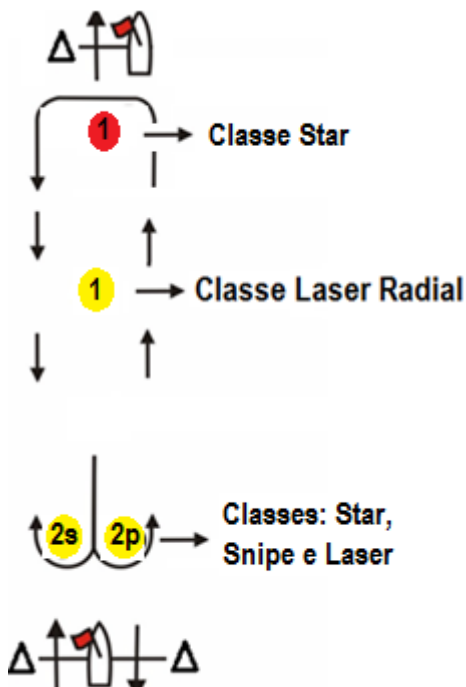 1
Classe Star
1
Classe Laser Radial
2s 2p
Classes: Star,
Snipe e Laser